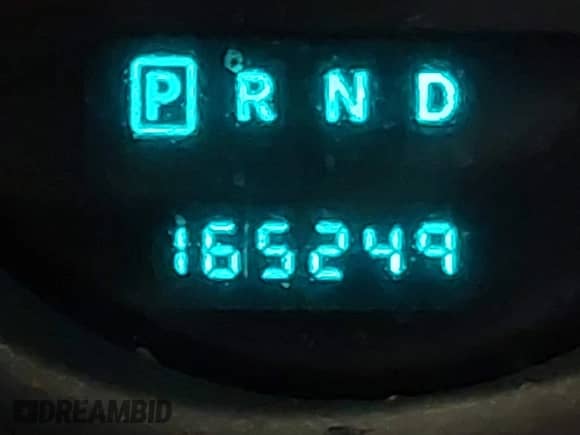 P R N D
165249
DREAMBID